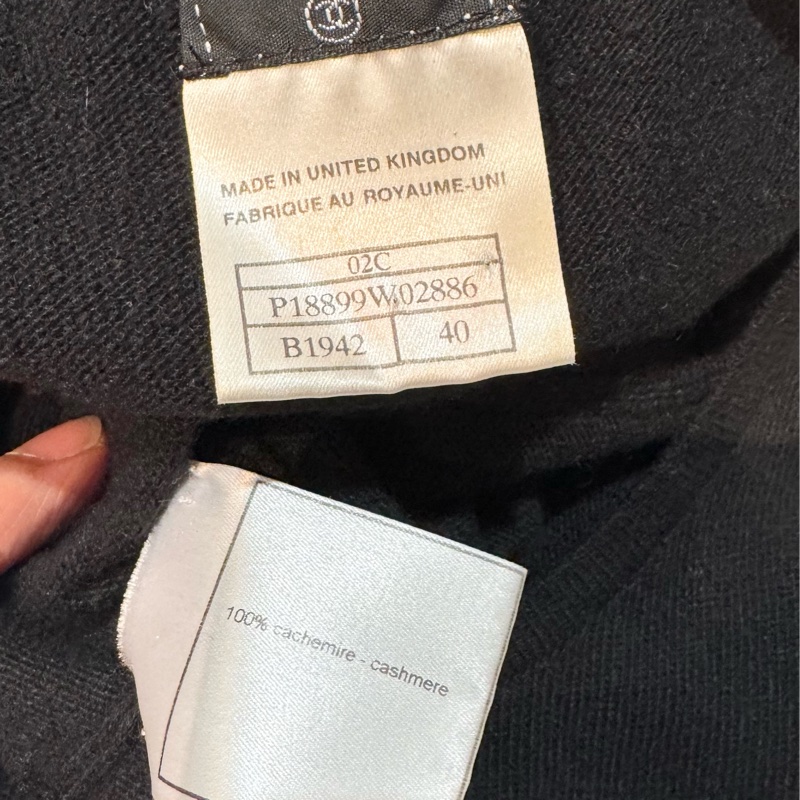 MADE IN UNITED KINGDOM
FABRIQUE AU ROYAUME-UNI
02C
P18899W02886
B1942 40
100% cachemire - cashmere